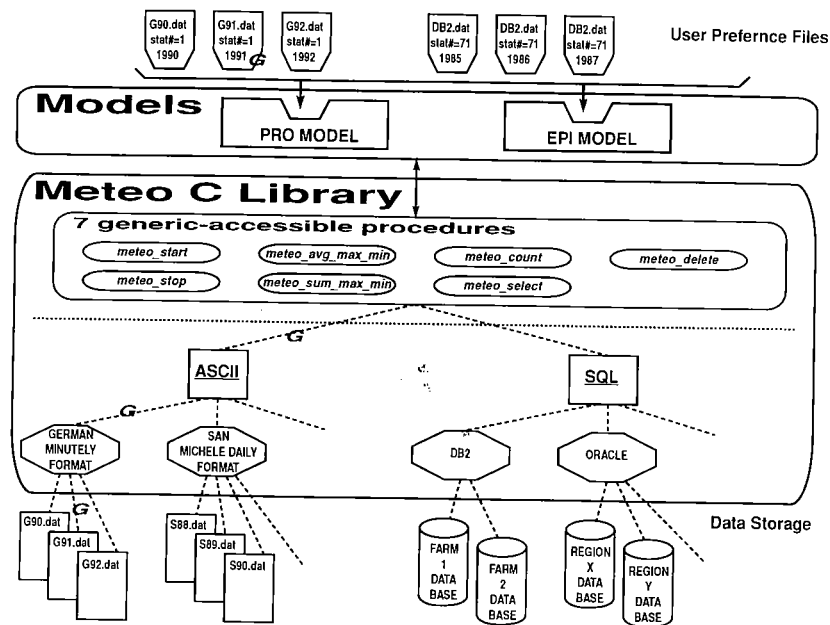 G90.dat
stat#=1
1990
G91.dat
stat#=1
1991
G
G92.dat
stat#=1
1992
DB2.dat
stat#=71
1985
DB2.dat
stat#=71
1986
DB2.dat
stat#=71
1987
User Prefernce Files
Models
PRO MODEL
EPI MODEL
Meteo C Library
7 generic-accessible procedures
meteo_start
meteo_avg_max_min
meteo_count
meteo_delete
meteo_stop
meteo_sum_max_min
meteo_select
G
ASCII
SQL
G
GERMAN
MINUTELY
FORMAT
SAN
MICHELE DAILY
FORMAT
DB2
ORACLE
G
Data Storage
G90.dat
G91.dat
G92.dat
S88.dat
S89.dat
S90.dat
FARM
1
DATA
BASE
FARM
2
DATA
BASE
REGION
X
DATA
BASE
REGION
Y
DATA
BASE